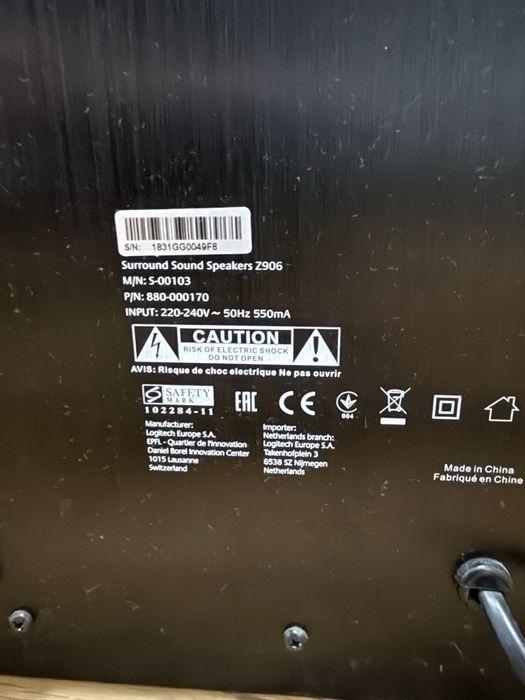 S/N: 1831GG0049F8
Surround Sound Speakers Z906
M/N: S-00103
P/N: 880-000170
INPUT: 220-240V ~ 50Hz 550mA
CAUTION
RISK OF ELECTRIC SHOCK
DO NOT OPEN
AVIS: Risque de choc electrique Ne pas ouvrir
SAFETY
MARK
102284-11
EAC
CE
004
Manufacturer:
Logitech Europe S.A.
EPFL - Quartier de l'Innovation
Daniel Borel Innovation Center
1015 Lausanne
Switzerland
Importer:
Netherlands branch:
Logitech Europe S.A.
Takenhofplein 3
6538 SZ Nijmegen
Netherlands
Made in China
Fabriqué en Chine